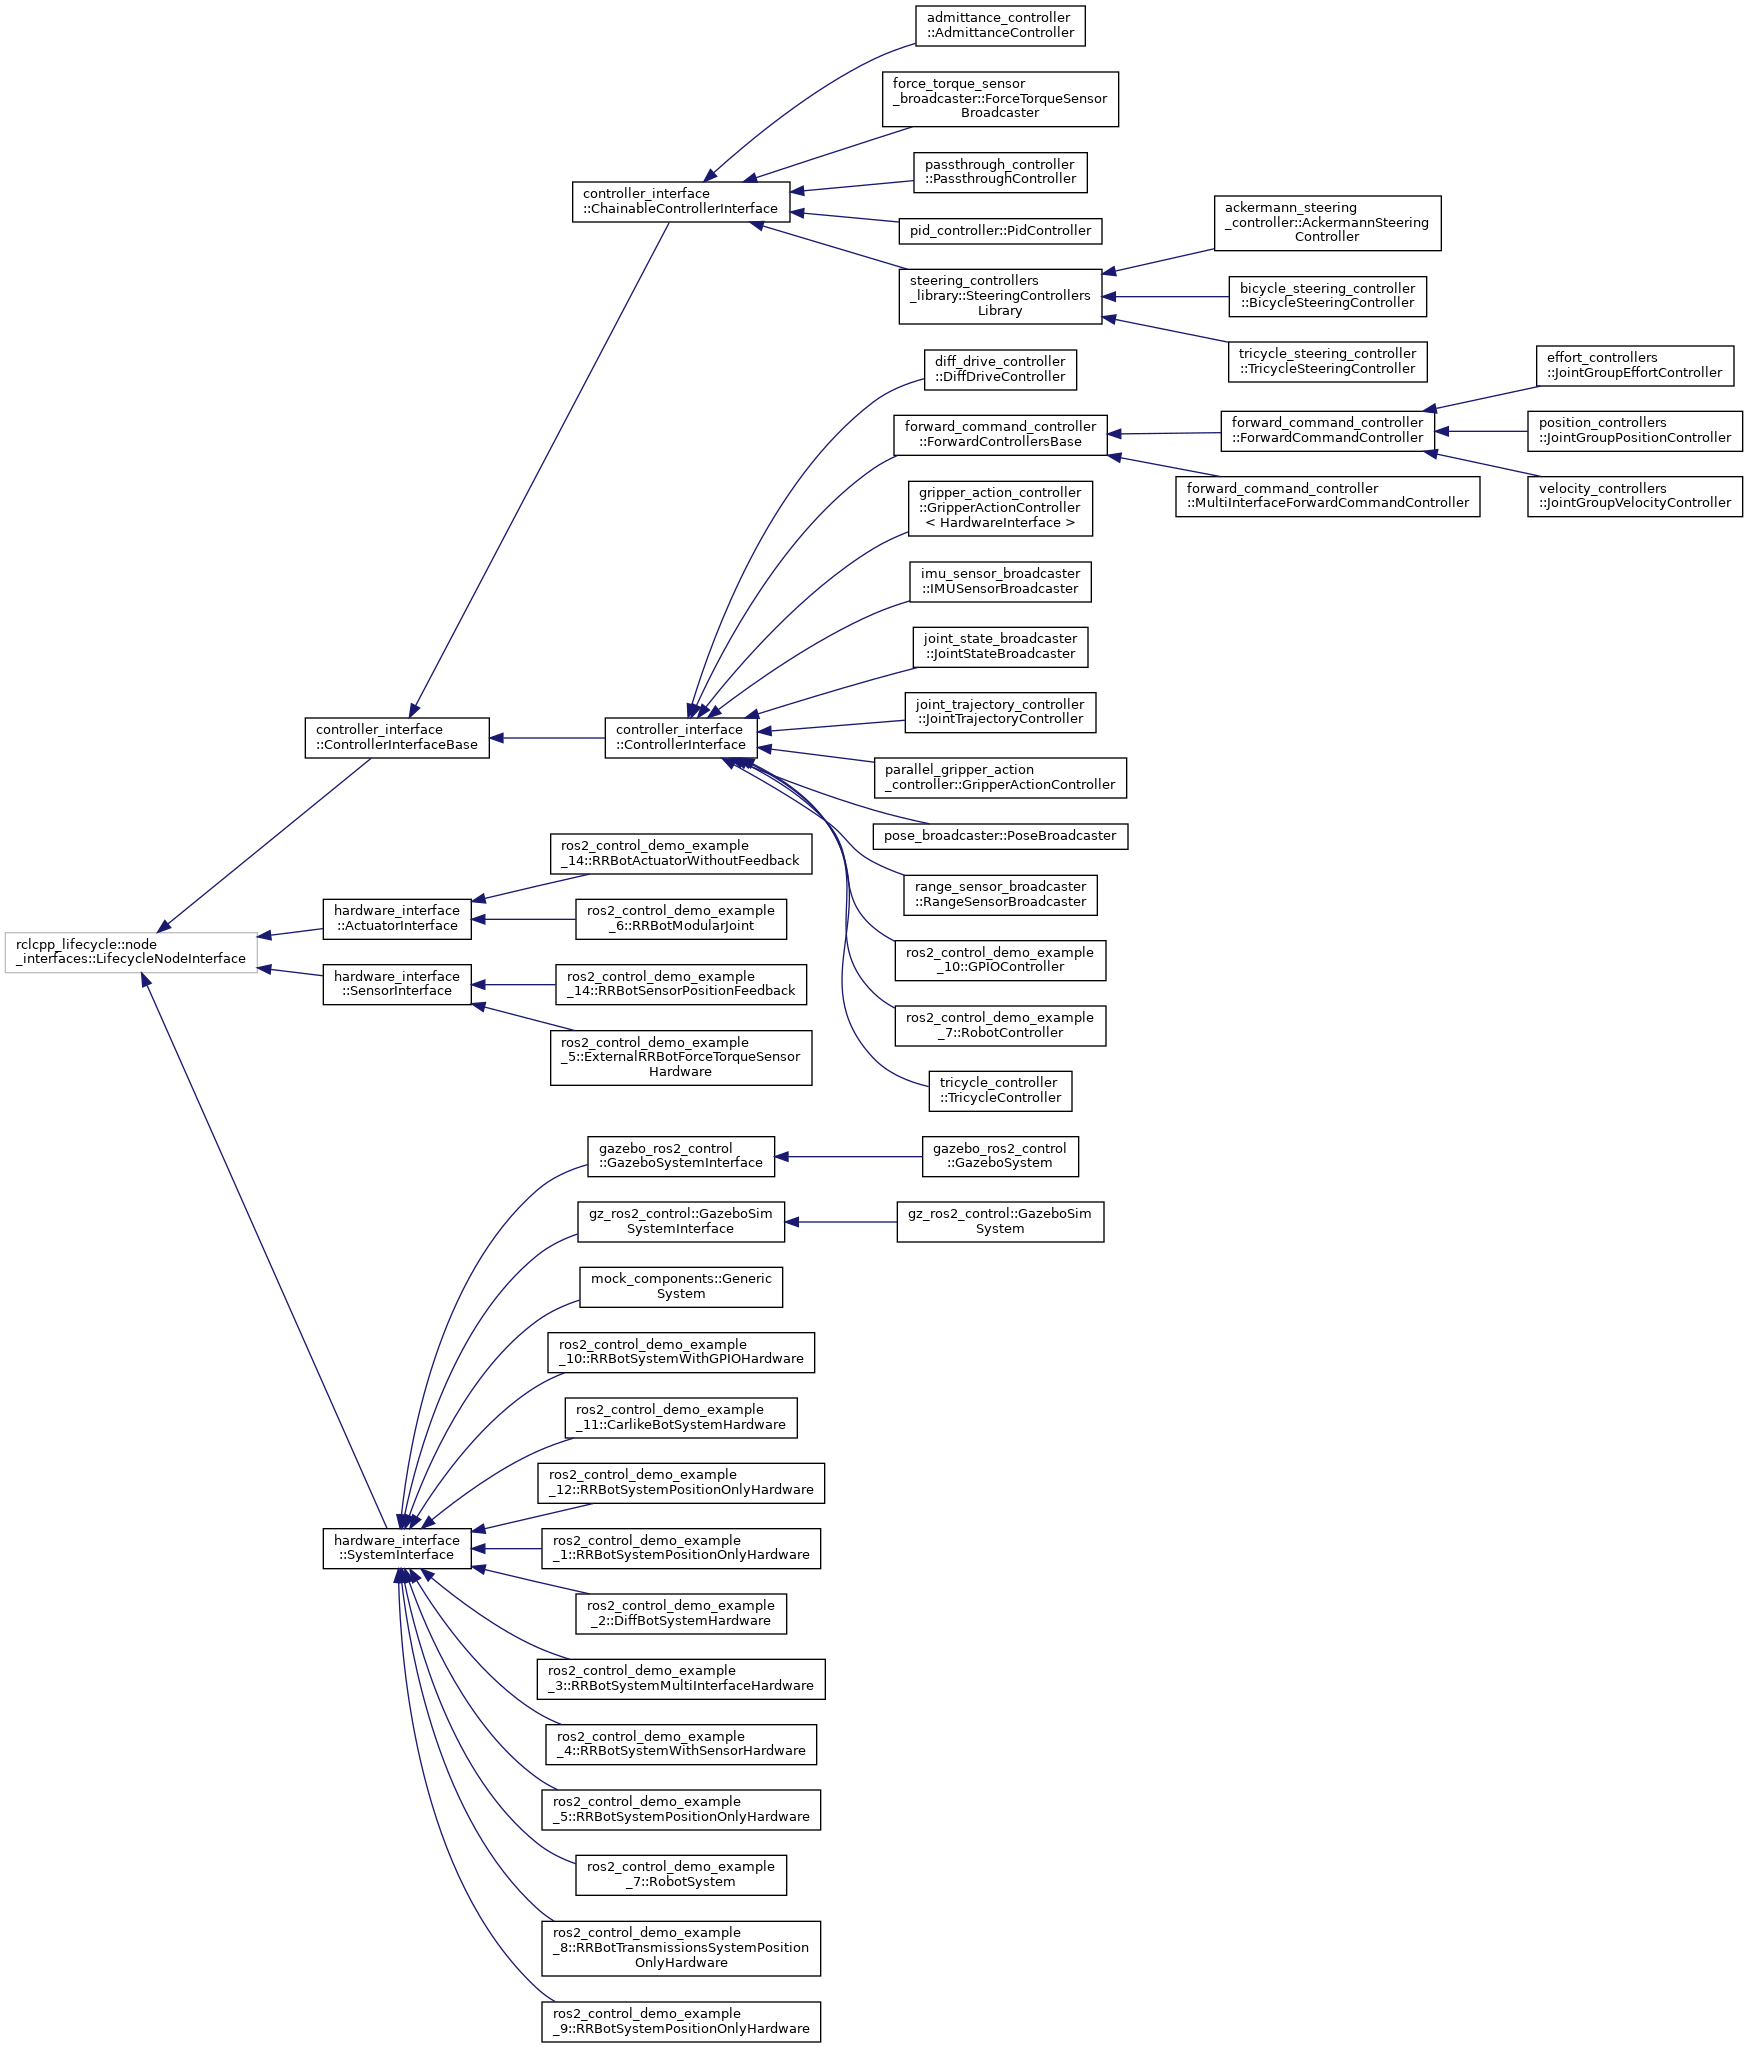 admittance_controller
::AdmittanceController
force_torque_sensor
_broadcaster::ForceTorqueSensor
Broadcaster
passthrough_controller
::PassthroughController
controller_interface
::ChainableControllerInterface
pid_controller::PidController
ackermann_steering
_controller::AckermannSteering
Controller
steering_controllers
_library::SteeringControllers
Library
bicycle_steering_controller
::BicycleSteeringController
tricycle_steering_controller
::TricycleSteeringController
diff_drive_controller
::DiffDriveController
effort_controllers
::JointGroupEffortController
forward_command_controller
::ForwardControllersBase
forward_command_controller
::ForwardCommandController
position_controllers
::JointGroupPositionController
forward_command_controller
::MultiInterfaceForwardCommandController
velocity_controllers
::JointGroupVelocityController
gripper_action_controller
::GripperActionController
< HardwareInterface >
imu_sensor_broadcaster
::IMUSensorBroadcaster
joint_state_broadcaster
::JointStateBroadcaster
joint_trajectory_controller
::JointTrajectoryController
controller_interface
::ControllerInterfaceBase
controller_interface
::ControllerInterface
parallel_gripper_action
_controller::GripperActionController
pose_broadcaster::PoseBroadcaster
range_sensor_broadcaster
::RangeSensorBroadcaster
ros2_control_demo_example
_10::GPIOController
ros2_control_demo_example
_7::RobotController
tricycle_controller
::TricycleController
ros2_control_demo_example
_14::RRBotActuatorWithoutFeedback
hardware_interface
::ActuatorInterface
ros2_control_demo_example
_6::RRBotModularJoint
rclcpp_lifecycle::node
_interfaces::LifecycleNodeInterface
hardware_interface
::SensorInterface
ros2_control_demo_example
_14::RRBotSensorPositionFeedback
ros2_control_demo_example
_5::ExternalRRBotForceTorqueSensor
Hardware
gazebo_ros2_control
::GazeboSystemInterface
gazebo_ros2_control
::GazeboSystem
gz_ros2_control::GazeboSim
SystemInterface
gz_ros2_control::GazeboSim
System
mock_components::Generic
System
ros2_control_demo_example
_10::RRBotSystemWithGPIOHardware
ros2_control_demo_example
_11::CarlikeBotSystemHardware
ros2_control_demo_example
_12::RRBotSystemPositionOnlyHardware
hardware_interface
::SystemInterface
ros2_control_demo_example
_1::RRBotSystemPositionOnlyHardware
ros2_control_demo_example
_2::DiffBotSystemHardware
ros2_control_demo_example
_3::RRBotSystemMultiInterfaceHardware
ros2_control_demo_example
_4::RRBotSystemWithSensorHardware
ros2_control_demo_example
_5::RRBotSystemPositionOnlyHardware
ros2_control_demo_example
_7::RobotSystem
ros2_control_demo_example
_8::RRBotTransmissionsSystemPosition
OnlyHardware
ros2_control_demo_example
_9::RRBotSystemPositionOnlyHardware